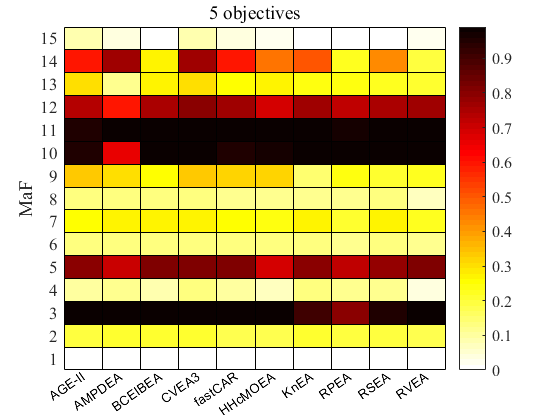 5 objectives
15
14
13
12
11
10
9
8
7
6
5
4
3
2
1
MaF
AGE-II
AMPDEA
BCEIBEA
CVEA3
fastCAR
HHcMOEA
KnEA
RPEA
RSEA
RVEA
0.9
0.8
0.7
0.6
0.5
0.4
0.3
0.2
0.1
0